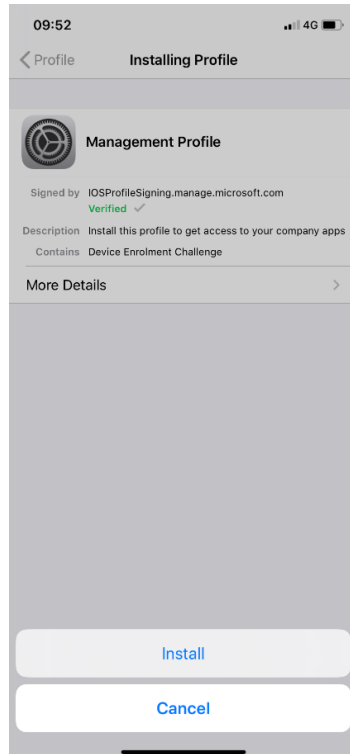 09:52
4G
Profile
Installing Profile
Management Profile
Signed by IOSProfileSigning.manage.microsoft.com
Verified
Description Install this profile to get access to your company apps
Contains Device Enrolment Challenge
More Details
Install
Cancel